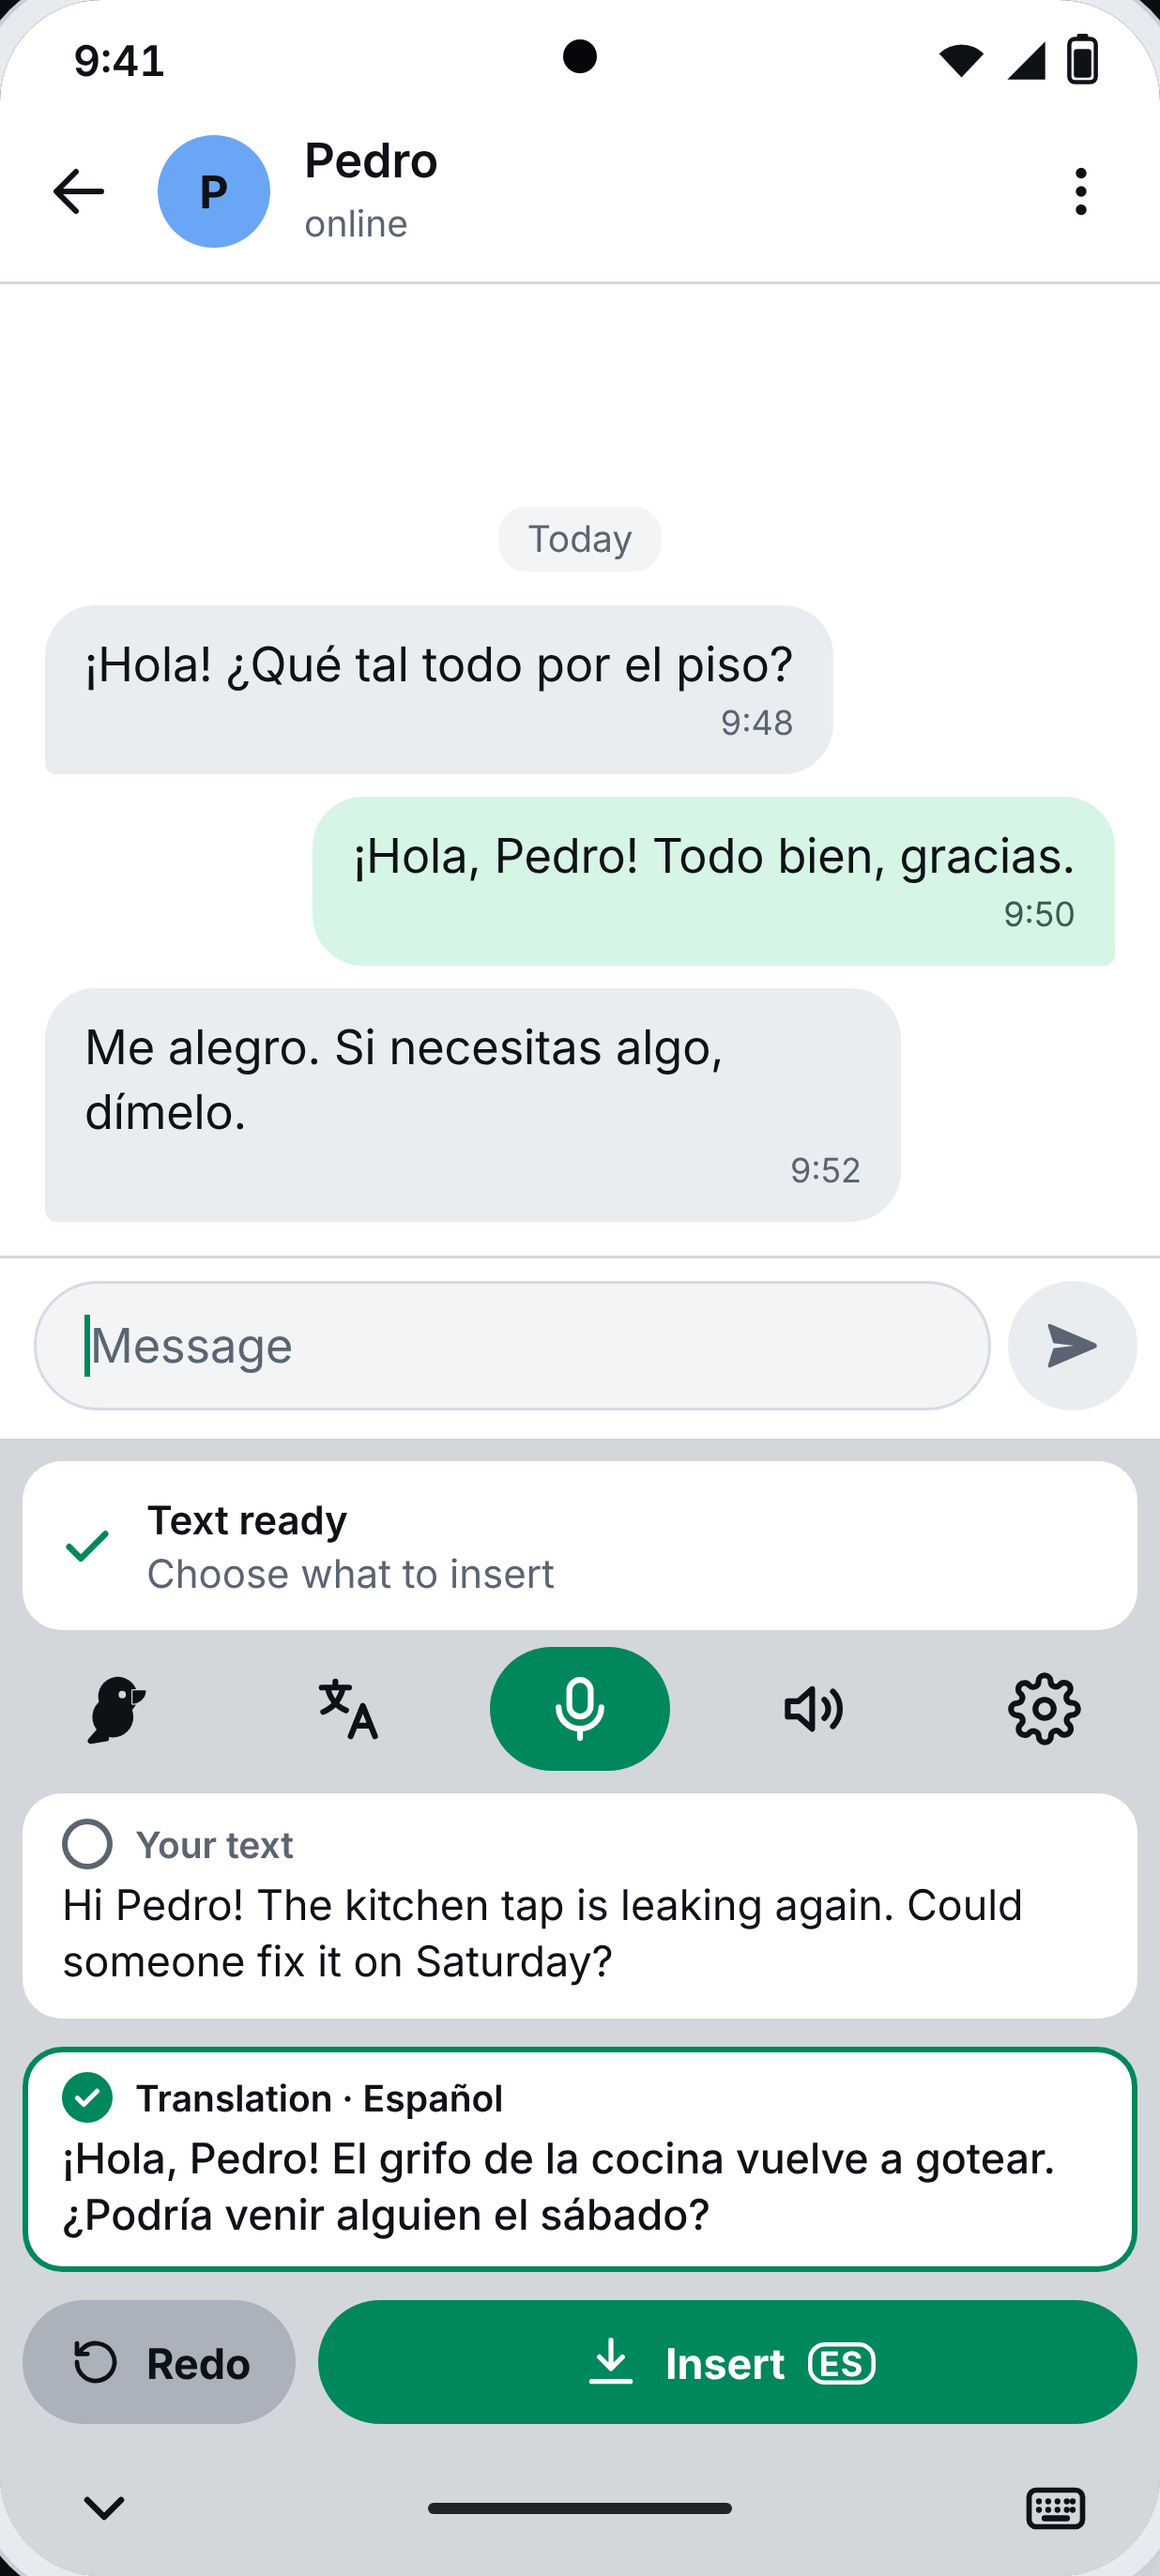 9:41
P
Pedro
online
Today
¡Hola! ¿Qué tal todo por el piso?
9:48
¡Hola, Pedro! Todo bien, gracias.
9:50
Me alegro. Si necesitas algo,
dímelo.
9:52
Message
Text ready
Choose what to insert
Your text
Hi Pedro! The kitchen tap is leaking again. Could
someone fix it on Saturday?
Translation · Español
¡Hola, Pedro! El grifo de la cocina vuelve a gotear.
¿Podría venir alguien el sábado?
Redo
Insert ES